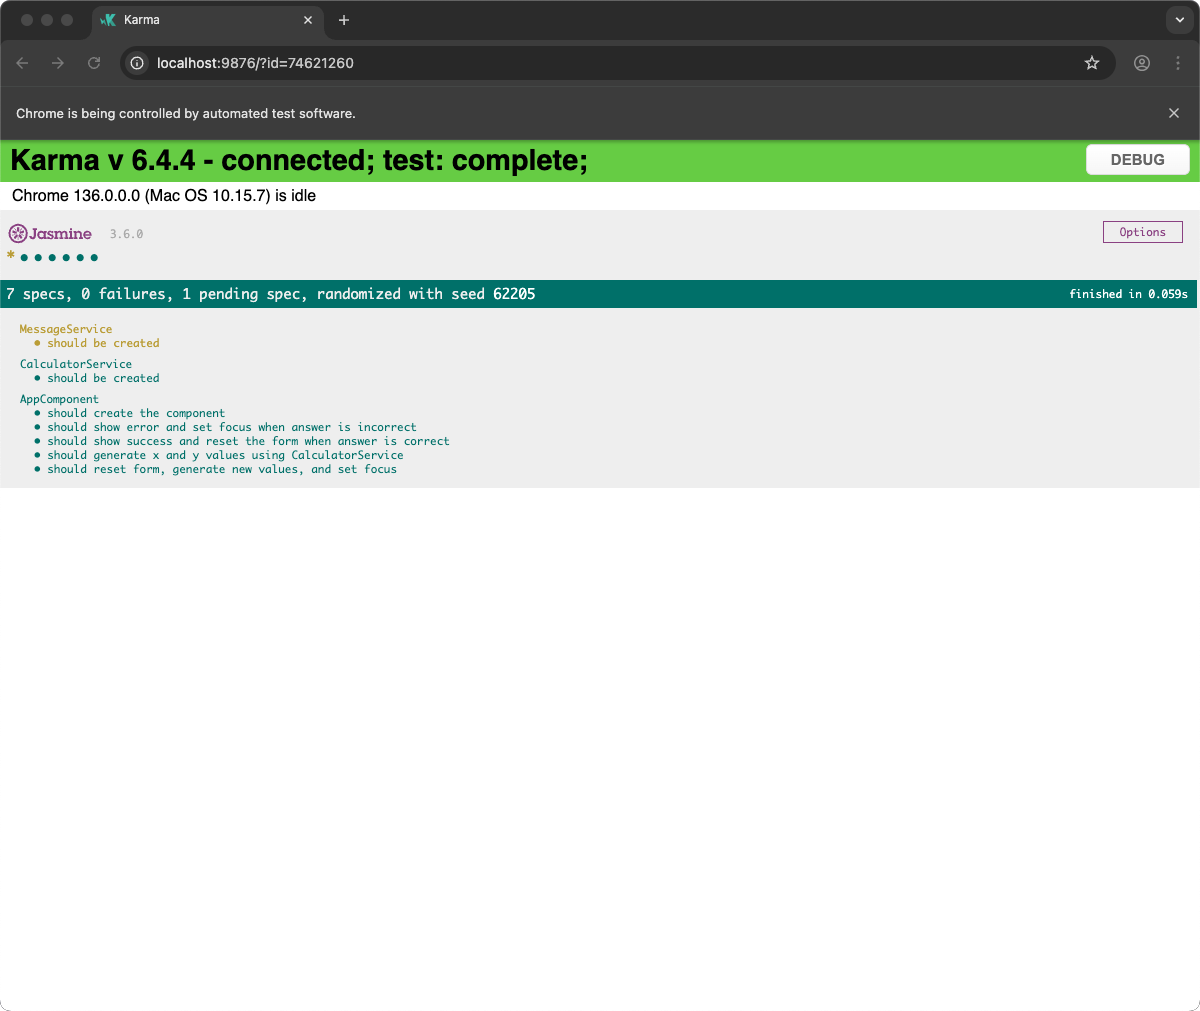 Karma
localhost:9876/?id=74621260
Chrome is being controlled by automated test software.
Karma v 6.4.4 - connected; test: complete;
DEBUG
Chrome 136.0.0.0 (Mac OS 10.15.7) is idle
Jasmine 3.6.0
Options
7 specs, 0 failures, 1 pending spec, randomized with seed 62205
finished in 0.059s
MessageService
• should be created
CalculatorService
• should be created
AppComponent
• should create the component
• should show error and set focus when answer is incorrect
• should show success and reset the form when answer is correct
• should generate x and y values using CalculatorService
• should reset form, generate new values, and set focus